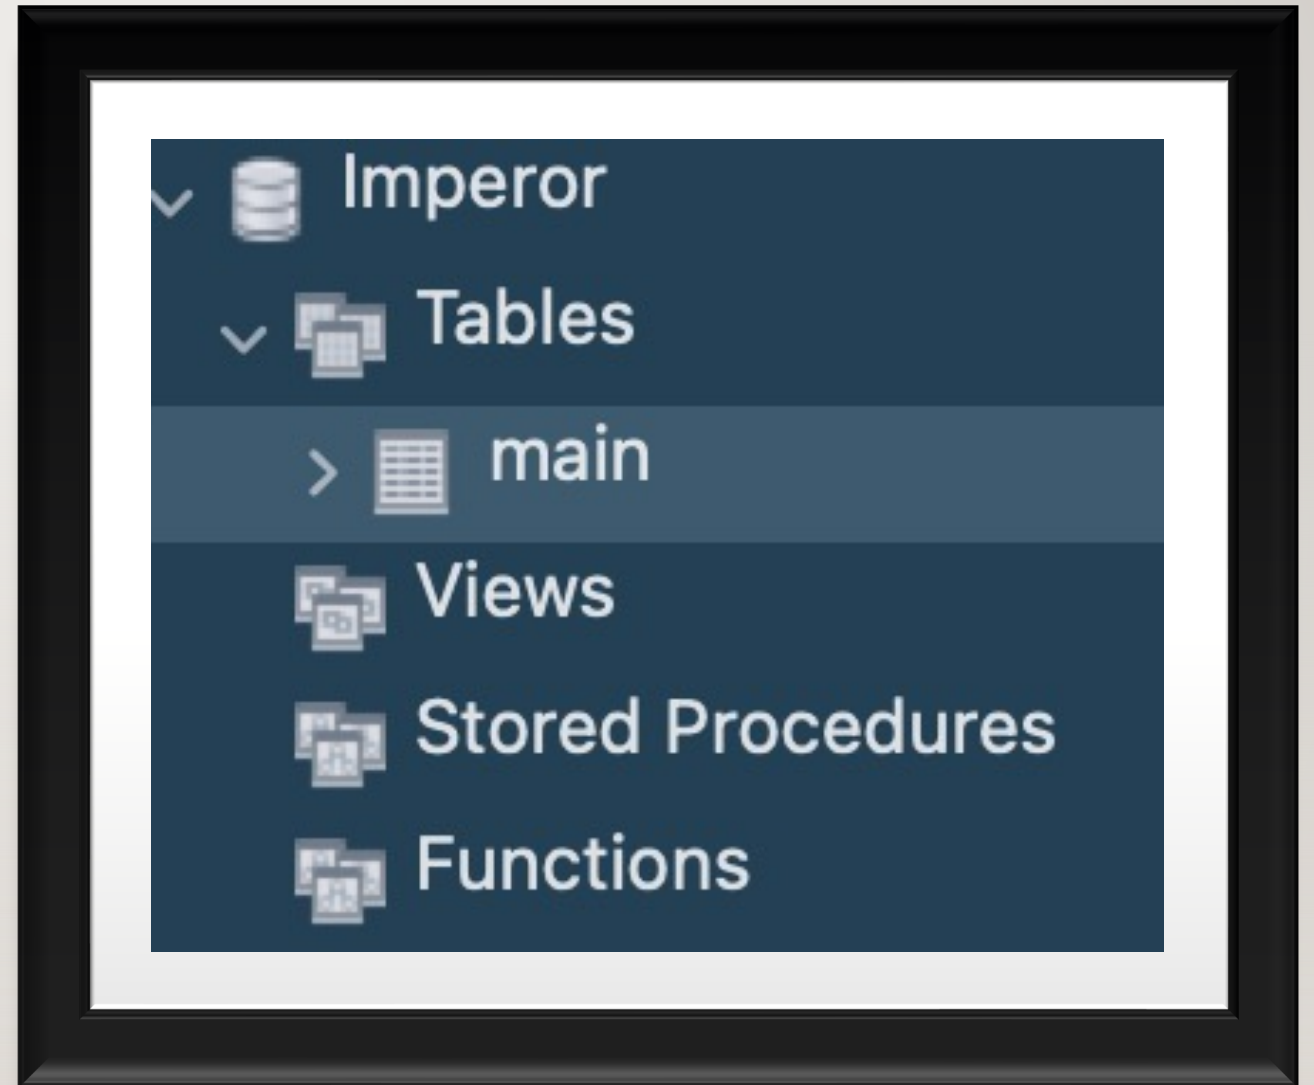 Imperor
Tables
main
Views
Stored Procedures
Functions